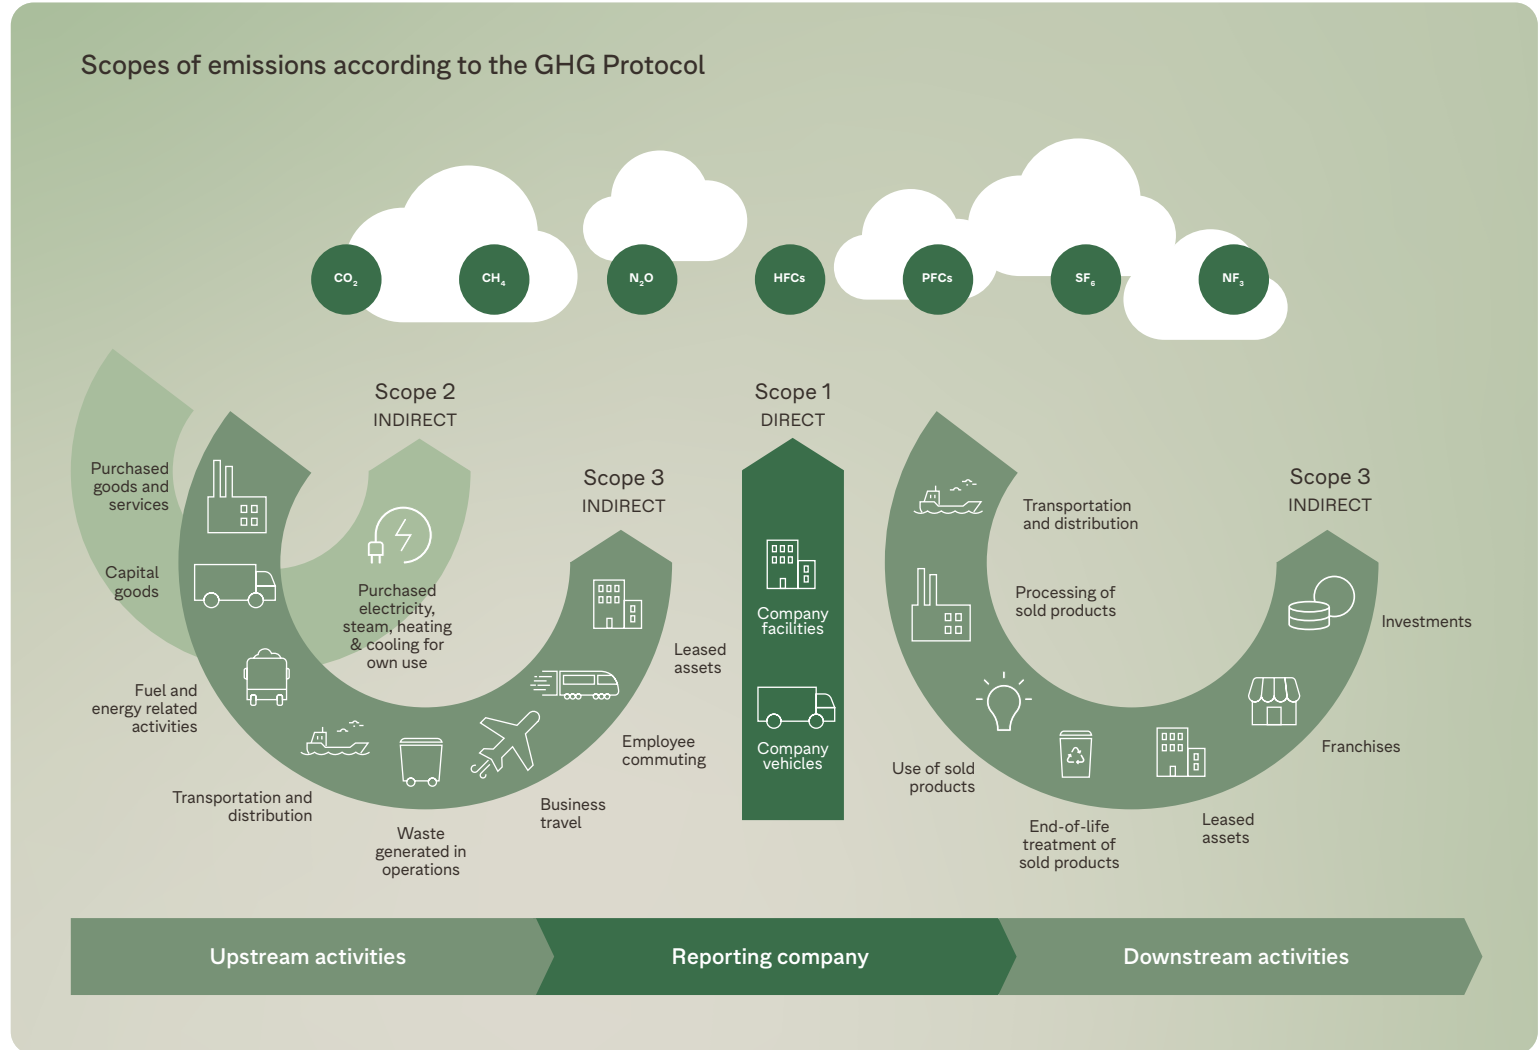 Scopes of emissions according to the GHG Protocol
CO₂
CH₄
N₂O
HFCs
PFCs
SF₆
NF₃
Scope 2
INDIRECT
Purchased
electricity,
steam, heating
& cooling for
own use
Scope 3
INDIRECT
Purchased
goods and
services
Capital
goods
Fuel and
energy related
activities
Transportation and
distribution
Waste
generated in
operations
Business
travel
Employee
commuting
Leased
assets
Scope 1
DIRECT
Company
facilities
Company
vehicles
Scope 3
INDIRECT
Transportation
and distribution
Processing of
sold products
Use of sold
products
End-of-life
treatment of
sold products
Leased
assets
Franchises
Investments
Upstream activities
Reporting company
Downstream activities